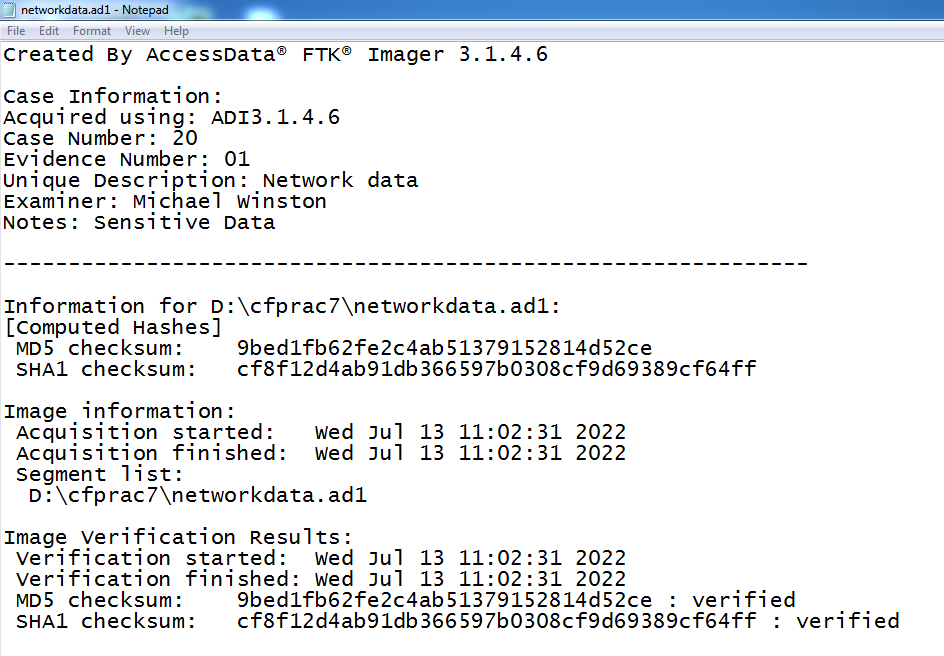 networkdata.ad1 - Notepad
File Edit Format View Help
Created By AccessData® FTK® Imager 3.1.4.6
Case Information:
Acquired using: ADI3.1.4.6
Case Number: 20
Evidence Number: 01
Unique Description: Network data
Examiner: Michael Winston
Notes: Sensitive Data
--------------------------------------------------------------
Information for D:\cfprac7\networkdata.ad1:
[Computed Hashes]
MD5 checksum: 9bed1fb62fe2c4ab51379152814d52ce
SHA1 checksum: cf8f12d4ab91db366597b0308cf9d69389cf64ff
Image information:
Acquisition started: Wed Jul 13 11:02:31 2022
Acquisition finished: Wed Jul 13 11:02:31 2022
Segment list:
D:\cfprac7\networkdata.ad1
Image Verification Results:
Verification started: Wed Jul 13 11:02:31 2022
Verification finished: Wed Jul 13 11:02:31 2022
MD5 checksum: 9bed1fb62fe2c4ab51379152814d52ce : verified
SHA1 checksum: cf8f12d4ab91db366597b0308cf9d69389cf64ff : verified